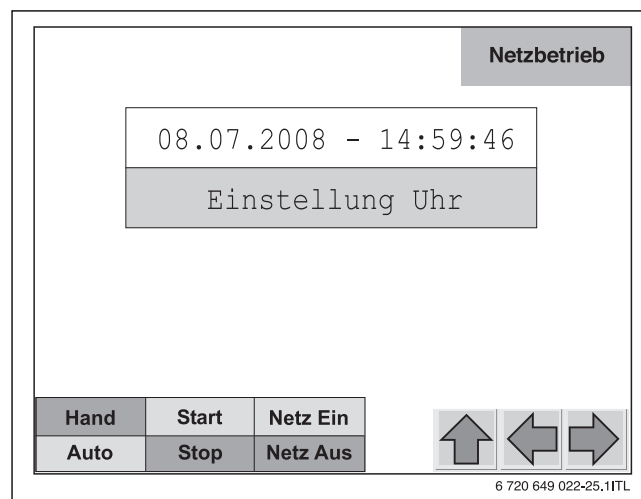 Netzbetrieb
08.07.2008 - 14:59:46
Einstellung Uhr
Hand Start Netz Ein
Auto Stop Netz Aus
6 720 649 022-25.1ITL